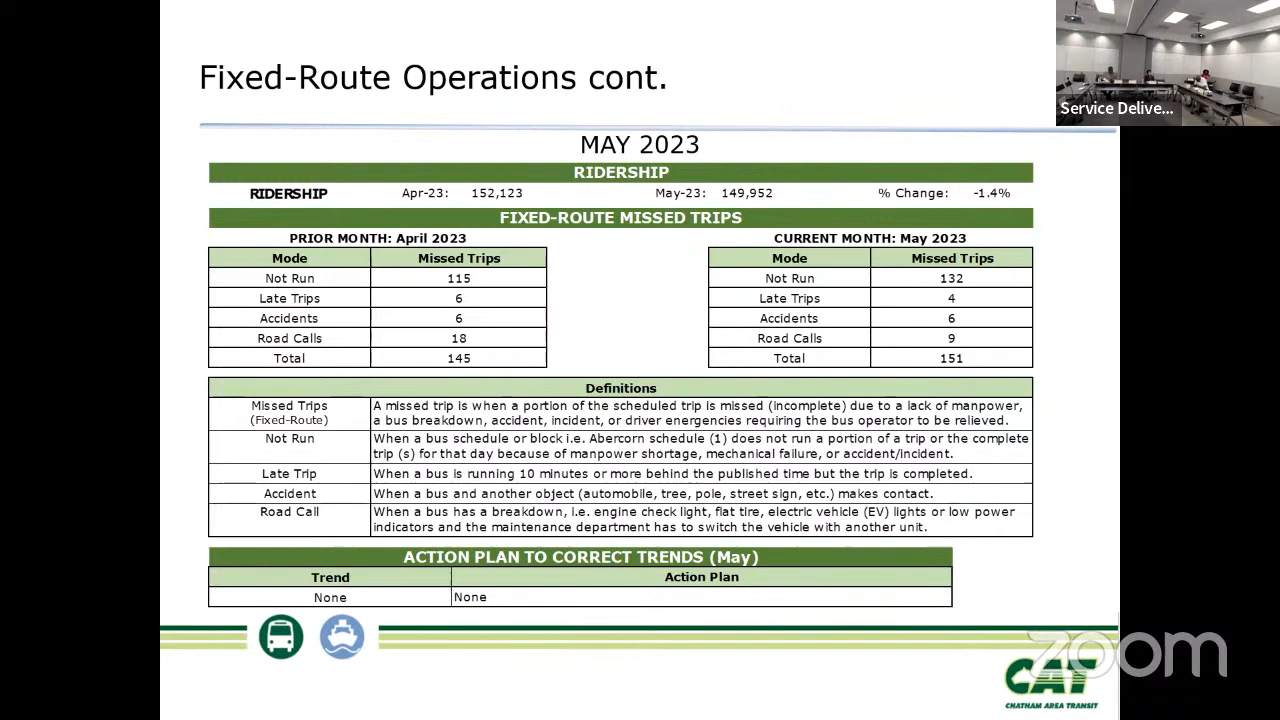 Service Delive...
Fixed-Route Operations cont.
MAY 2023
RIDERSHIP
RIDERSHIP Apr-23: 152,123 May-23: 149,952 % Change: -1.4%
FIXED-ROUTE MISSED TRIPS
PRIOR MONTH: April 2023 CURRENT MONTH: May 2023
Mode Missed Trips Mode Missed Trips
Not Run 115 Not Run 132
Late Trips 6 Late Trips 4
Accidents 6 Accidents 6
Road Calls 18 Road Calls 9
Total 145 Total 151
Definitions
Missed Trips A missed trip is when a portion of the scheduled trip is missed (incomplete) due to a lack of manpower,
(Fixed-Route) a bus breakdown, accident, incident, or driver emergencies requiring the bus operator to be relieved.
Not Run When a bus schedule or block i.e. Abercorn schedule (1) does not run a portion of a trip or the complete
trip (s) for that day because of manpower shortage, mechanical failure, or accident/incident.
Late Trip When a bus is running 10 minutes or more behind the published time but the trip is completed.
Accident When a bus and another object (automobile, tree, pole, street sign, etc.) makes contact.
Road Call When a bus has a breakdown, i.e. engine check light, flat tire, electric vehicle (EV) lights or low power
indicators and the maintenance department has to switch the vehicle with another unit.
ACTION PLAN TO CORRECT TRENDS (May)
Trend Action Plan
None None
zoom
CAT
CHATHAM AREA TRANSIT